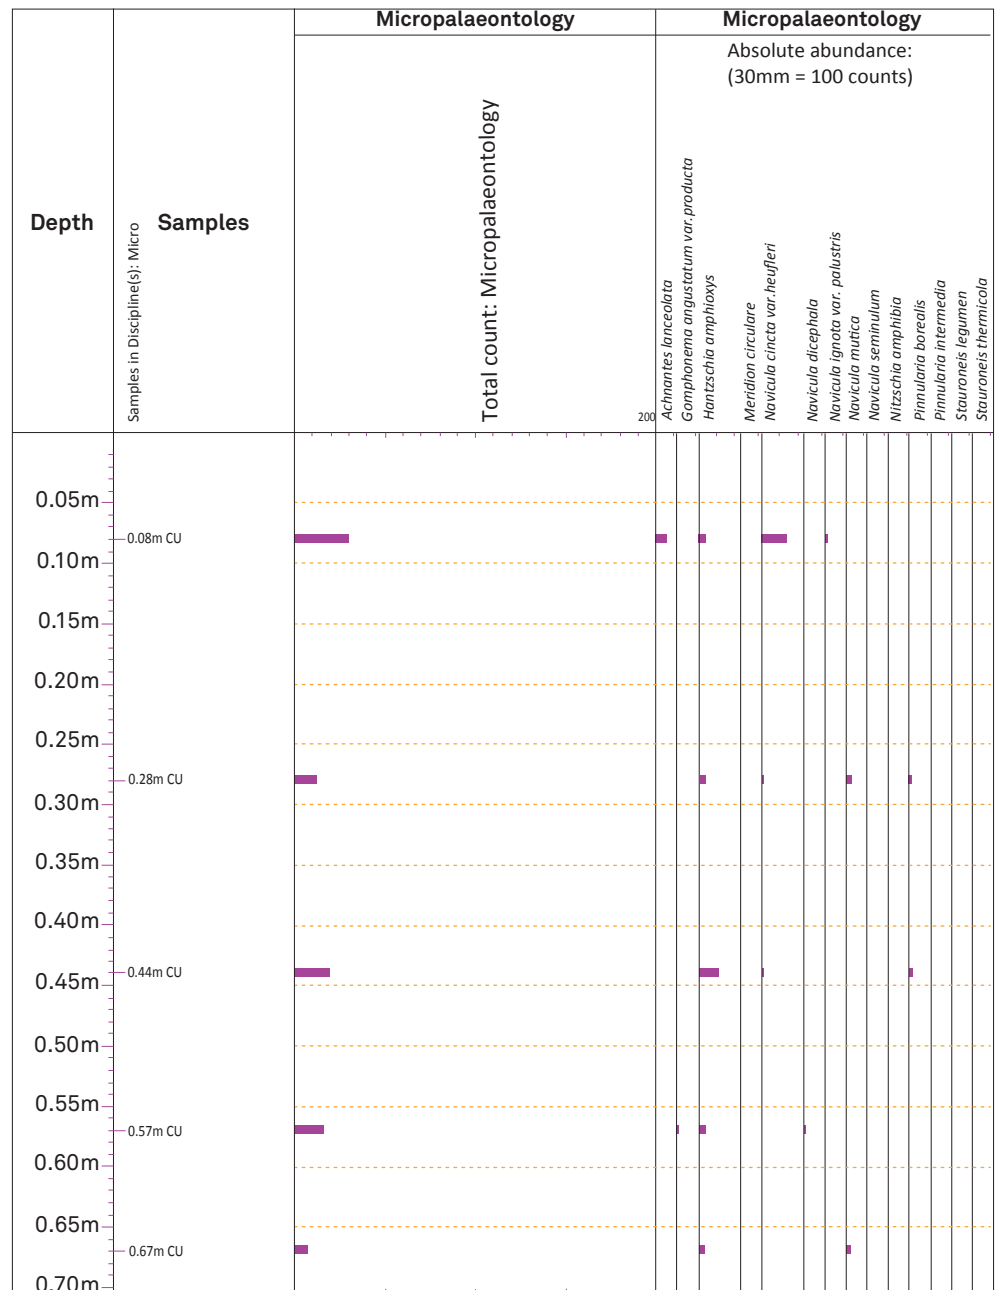 Micropalaeontology
Micropalaeontology
Absolute abundance:
(30mm = 100 counts)
Depth
Samples in Discipline(s): Micro
Samples
Total count: Micropalaeontology
200
Achnantes lanceolata
Gomphonema angustatum var.producta
Hantzschia amphioxys
Meridion circulare
Navicula cincta var.heufleri
Navicula dicephala
Navicula ignota var. palustris
Navicula mutica
Navicula seminulum
Nitzschia amphibia
Pinnularia borealis
Pinnularia intermedia
Stauroneis legumen
Stauroneis thermicola
0.05m
0.08m CU
0.10m
0.15m
0.20m
0.25m
0.28m CU
0.30m
0.35m
0.40m
0.44m CU
0.45m
0.50m
0.55m
0.57m CU
0.60m
0.65m
0.67m CU
0.70m